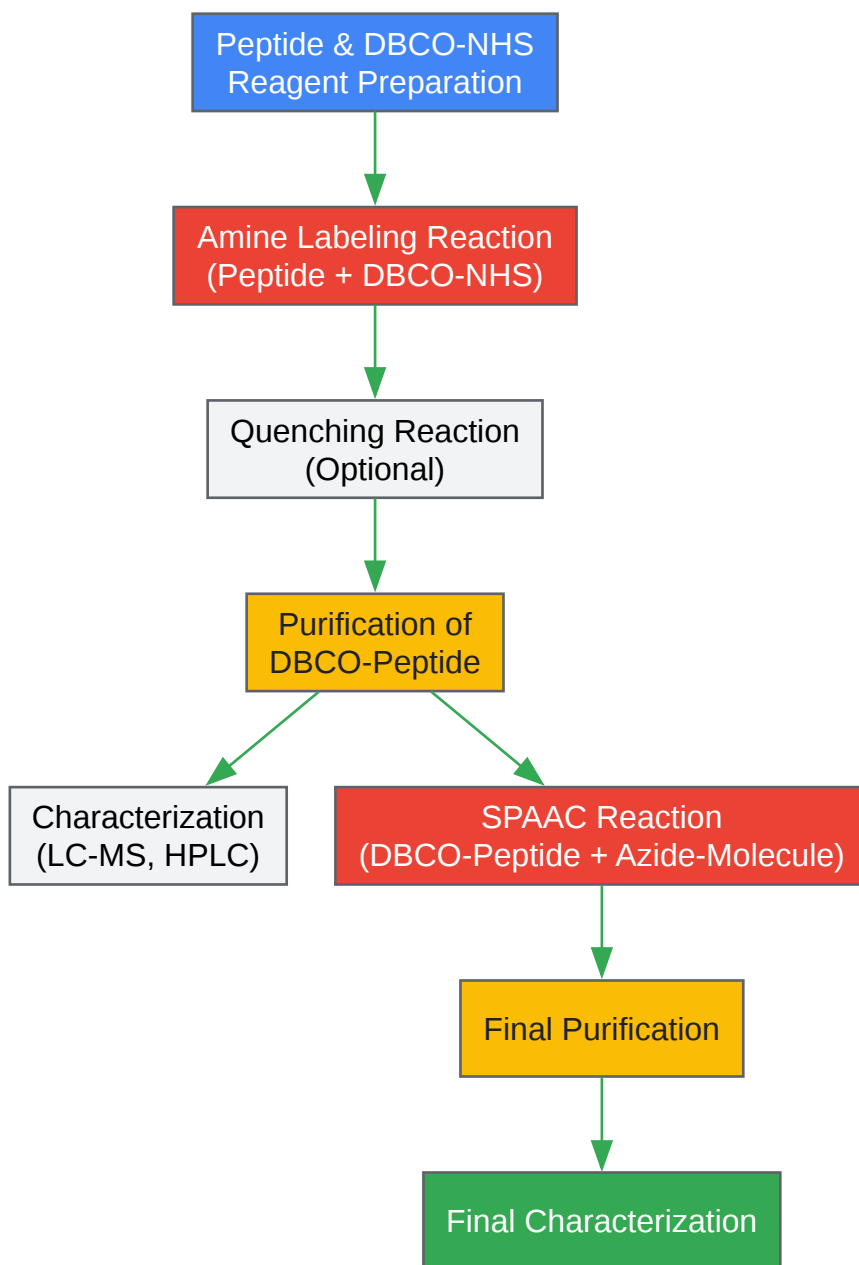 Peptide & DBCO-NHS
Reagent Preparation
Amine Labeling Reaction
(Peptide + DBCO-NHS)
Quenching Reaction
(Optional)
Purification of
DBCO-Peptide
Characterization
(LC-MS, HPLC)
SPAAC Reaction
(DBCO-Peptide + Azide-Molecule)
Final Purification
Final Characterization